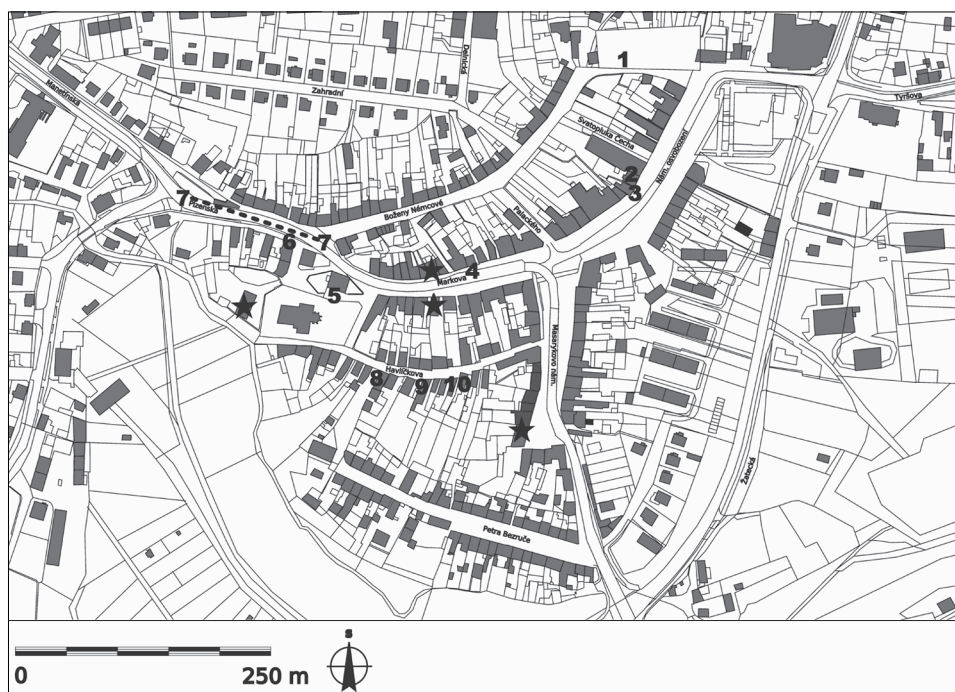 1
Dělnická
Manětínská
Zahradní
Tyršova
Svatopluka Čecha
Nám. osvobození
2
3
7
Plzeňská
Boženy Němcové
Palackého
6
7
4
Markova
5
Masarykovo nám.
Havlíčkova
8
9
10
Žatecká
Petra Bezruče
S
0
250 m